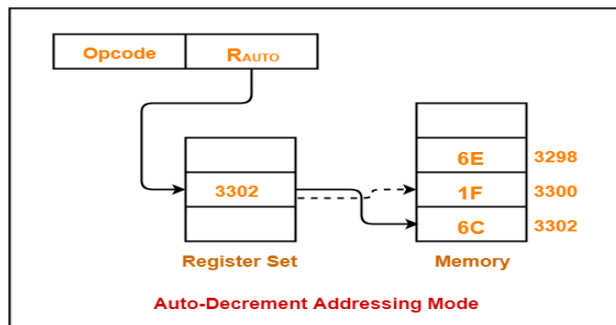 Opcode RAUTO
6E 3298
3302 1F 3300
6C 3302
Register Set Memory
Auto-Decrement Addressing Mode